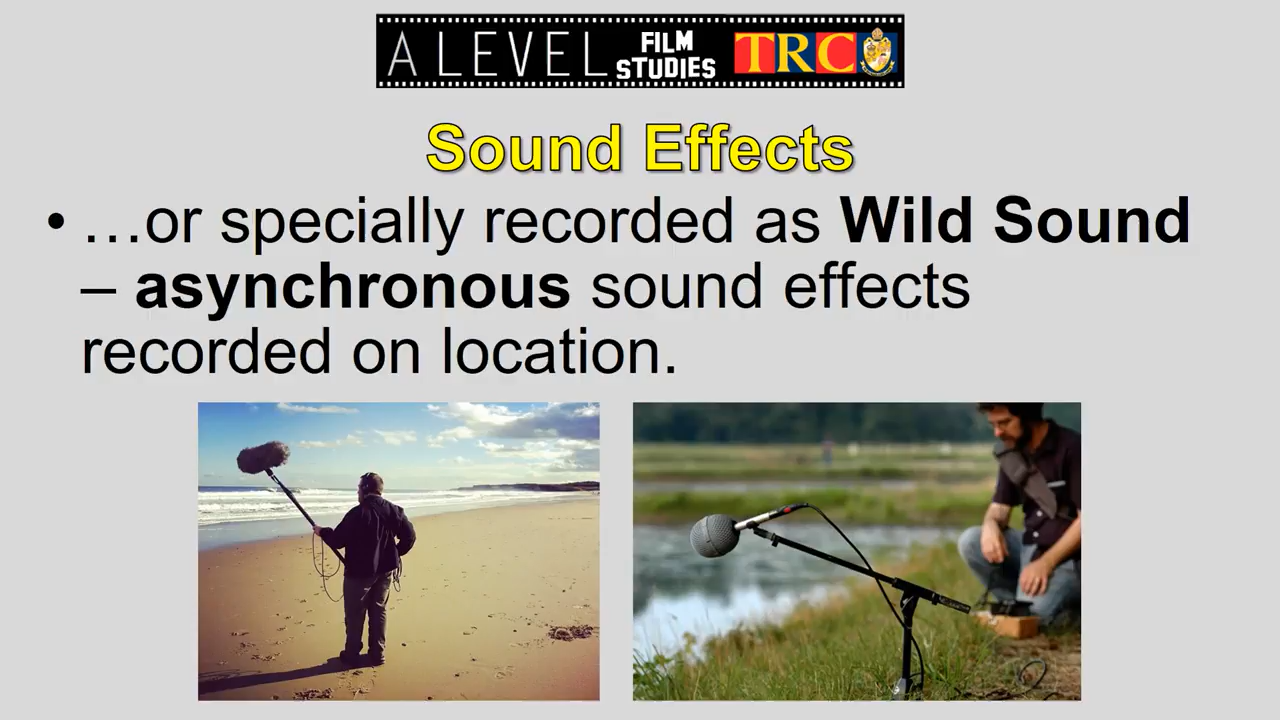 A LEVEL FILM STUDIES TRC
Sound Effects
• …or specially recorded as Wild Sound
– asynchronous sound effects
recorded on location.